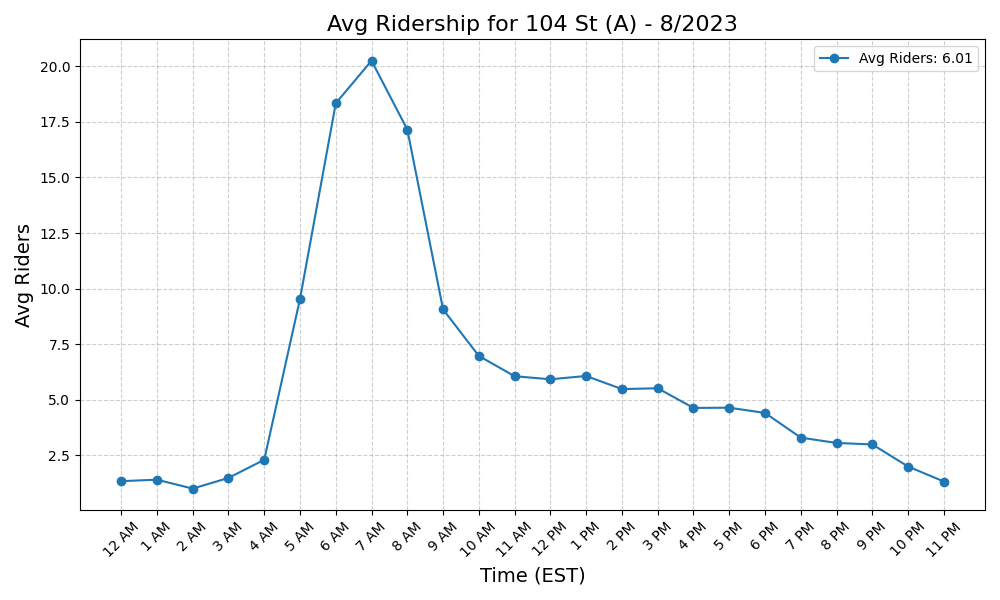 Avg Ridership for 104 St (A) - 8/2023
Avg Riders: 6.01
20.0
17.5
15.0
12.5
10.0
7.5
5.0
2.5
Avg Riders
12 AM
1 AM
2 AM
3 AM
4 AM
5 AM
6 AM
7 AM
8 AM
9 AM
10 AM
11 AM
12 PM
1 PM
2 PM
3 PM
4 PM
5 PM
6 PM
7 PM
8 PM
9 PM
10 PM
11 PM
Time (EST)